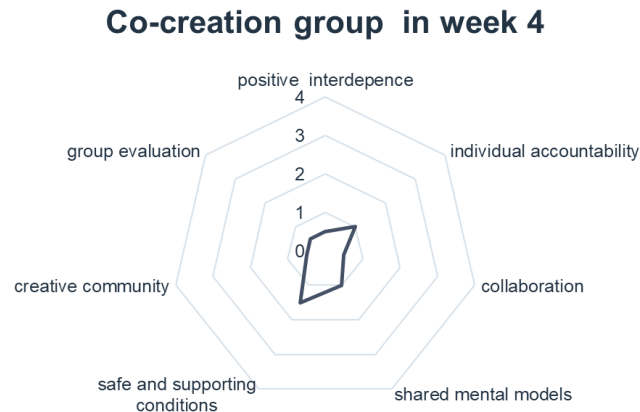 Co-creation group  in week 4
positive  interdepence
4
group evaluation
individual accountability
3
2
1
0
creative community
collaboration
safe and supporting
conditions
shared mental models